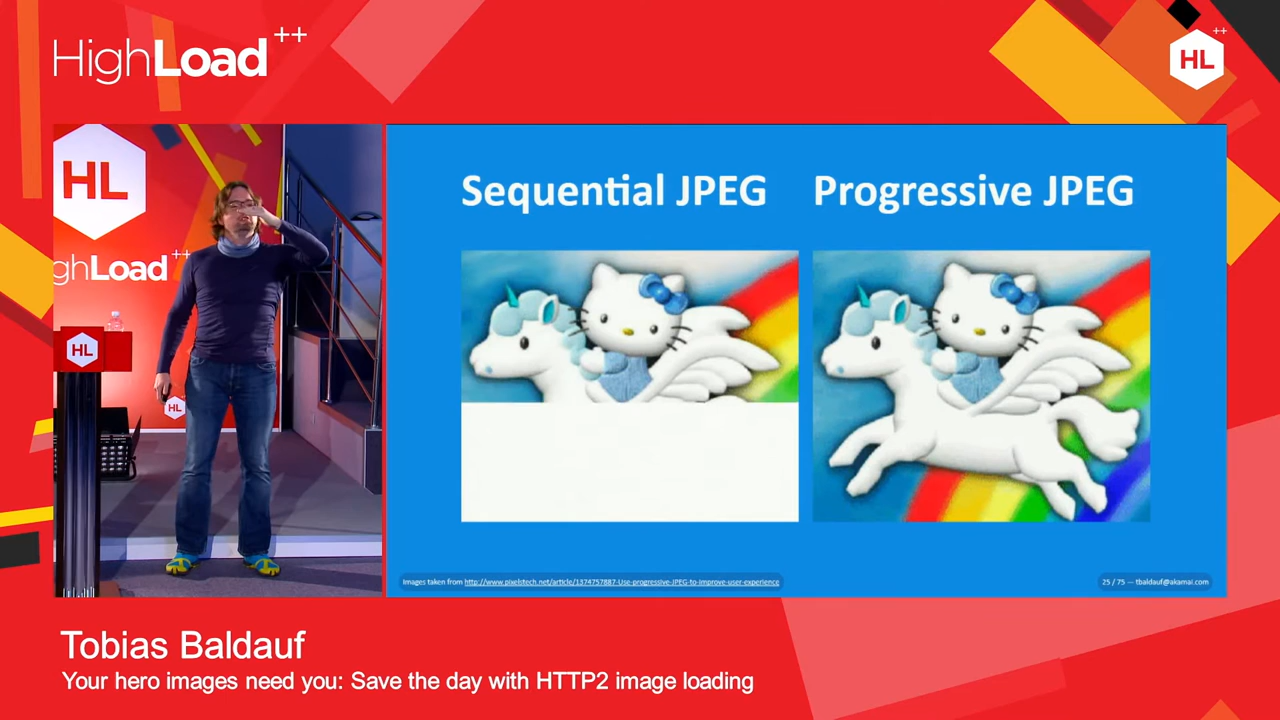 HighLoad++
HL++
HL
ghLoad++
HL
HL
Sequential JPEG
Progressive JPEG
Images taken from http://www.pixelstech.net/article/1374757887-Use-progressive-JPEG-to-improve-user-experience
25 / 75 — tbaldauf@akamai.com
Tobias Baldauf
Your hero images need you: Save the day with HTTP2 image loading